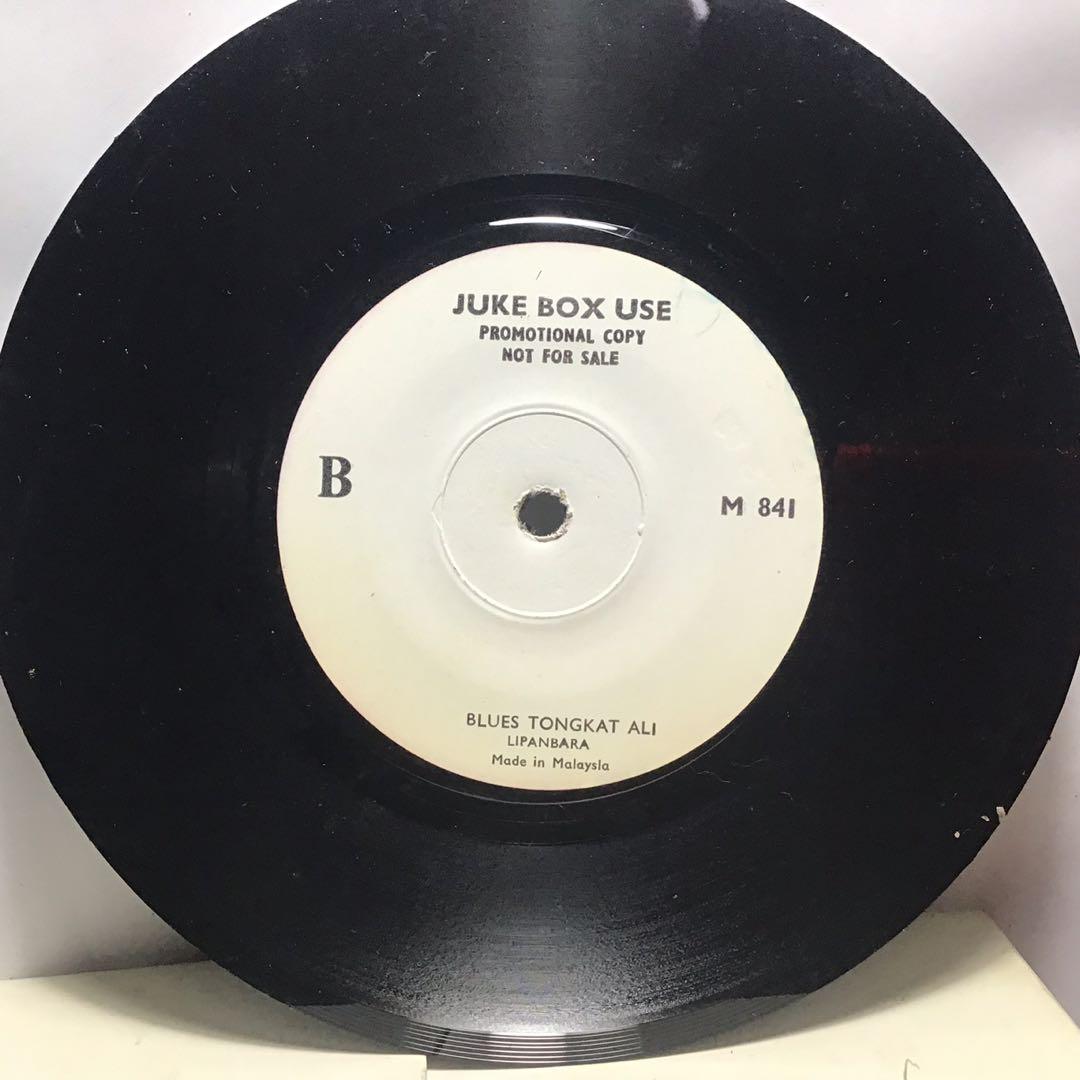 JUKE BOX USE
PROMOTIONAL COPY
NOT FOR SALE
B
M 841
BLUES TONGKAT ALI
LIPANBARA
Made in Malaysia